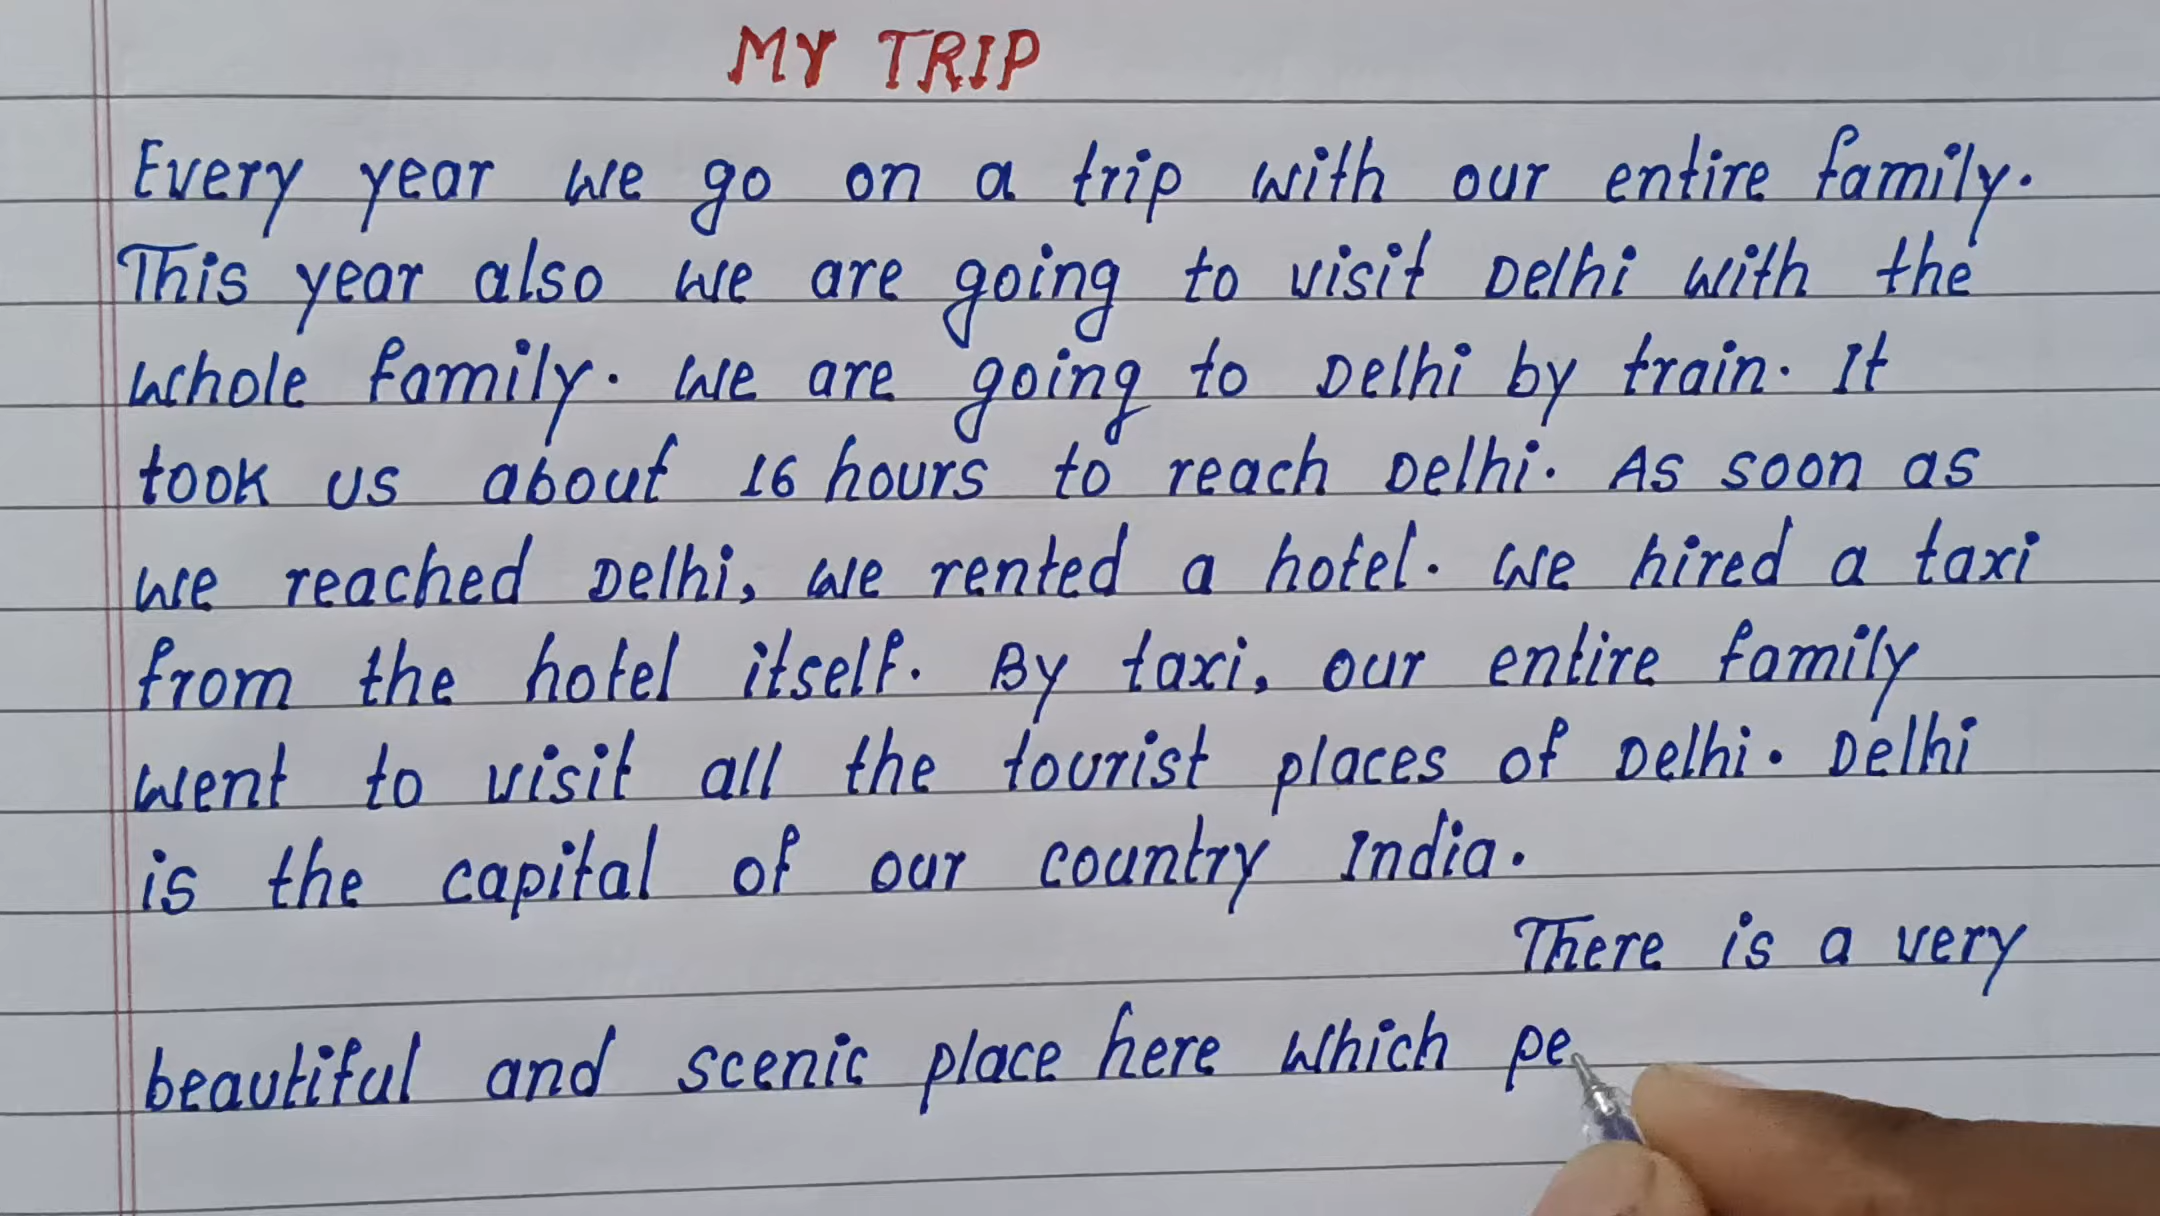 MY TRIP
Every year we go on a trip with our entire family.
This year also we are going to visit Delhi with the
whole family. We are going to Delhi by train. It
took us about 16 hours to reach Delhi. As soon as
we reached Delhi, we rented a hotel. We hired a taxi
from the hotel itself. By taxi, our entire family
went to visit all the tourist places of Delhi. Delhi
is the capital of our country India.
There is a very
beautiful and scenic place here which pe